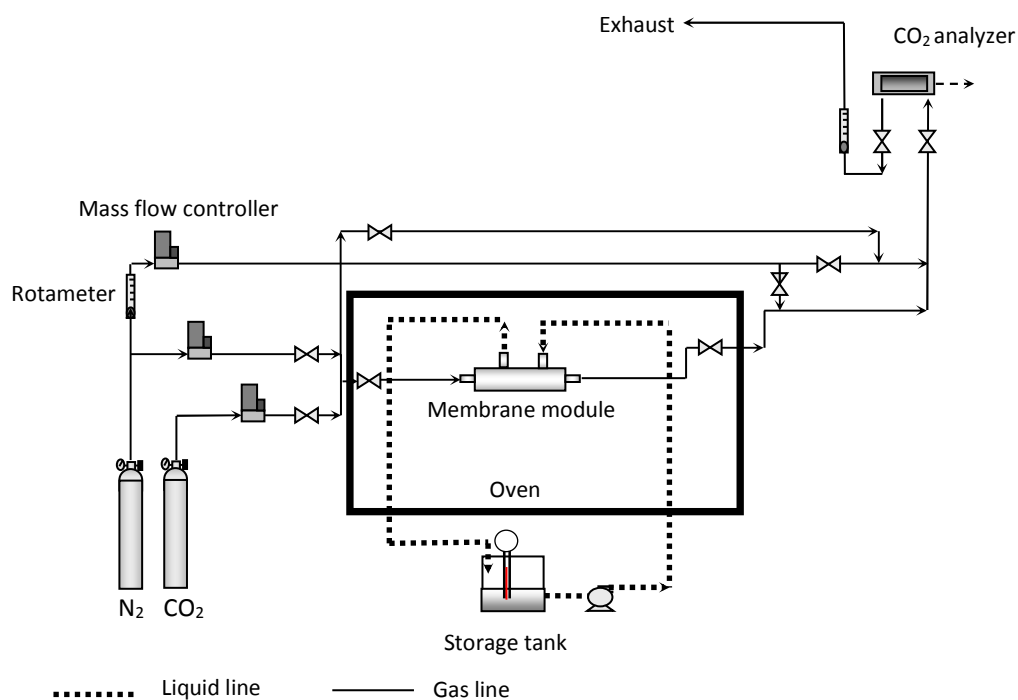 Exhaust
CO₂ analyzer
Mass flow controller
Rotameter
Membrane module
Oven
N₂
CO₂
Storage tank
Liquid line
Gas line